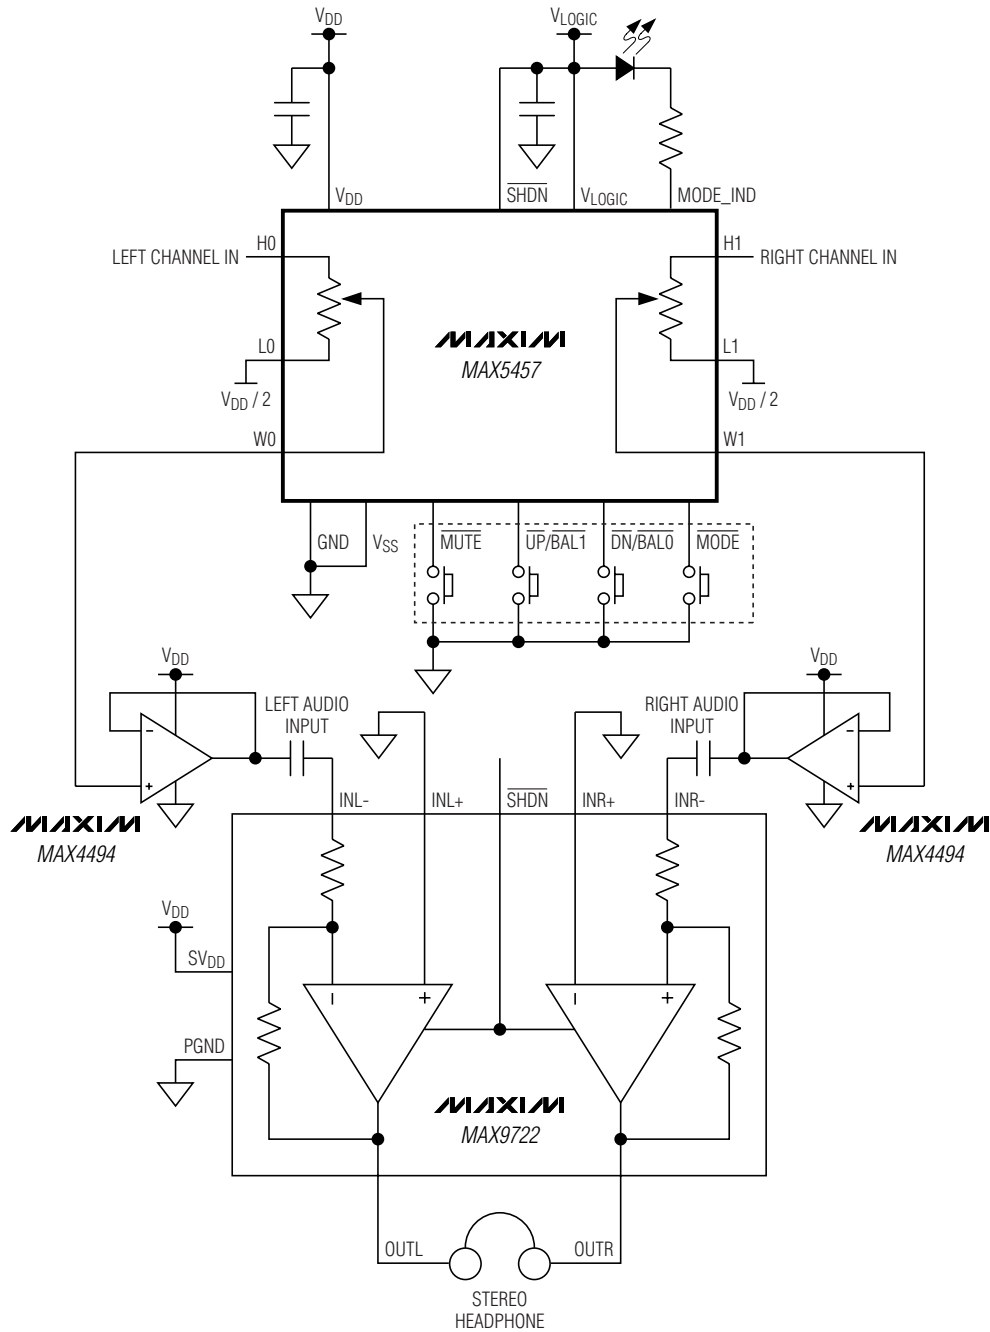 VDD
VLOGIC
VDD
SHDN
VLOGIC
MODE_IND
H0
H1
LEFT CHANNEL IN
RIGHT CHANNEL IN
MAXIM
MAX5457
L0
L1
VDD / 2
VDD / 2
W0
W1
GND
VSS
MUTE
UP/BAL1
DN/BAL0
MODE
VDD
VDD
LEFT AUDIO
INPUT
RIGHT AUDIO
INPUT
−
+
−
+
INL-
INL+
SHDN
INR+
INR-
MAXIM
MAX4494
MAXIM
MAX4494
VDD
SVDD
−
+
−
+
PGND
MAXIM
MAX9722
OUTL
OUTR
STEREO
HEADPHONE